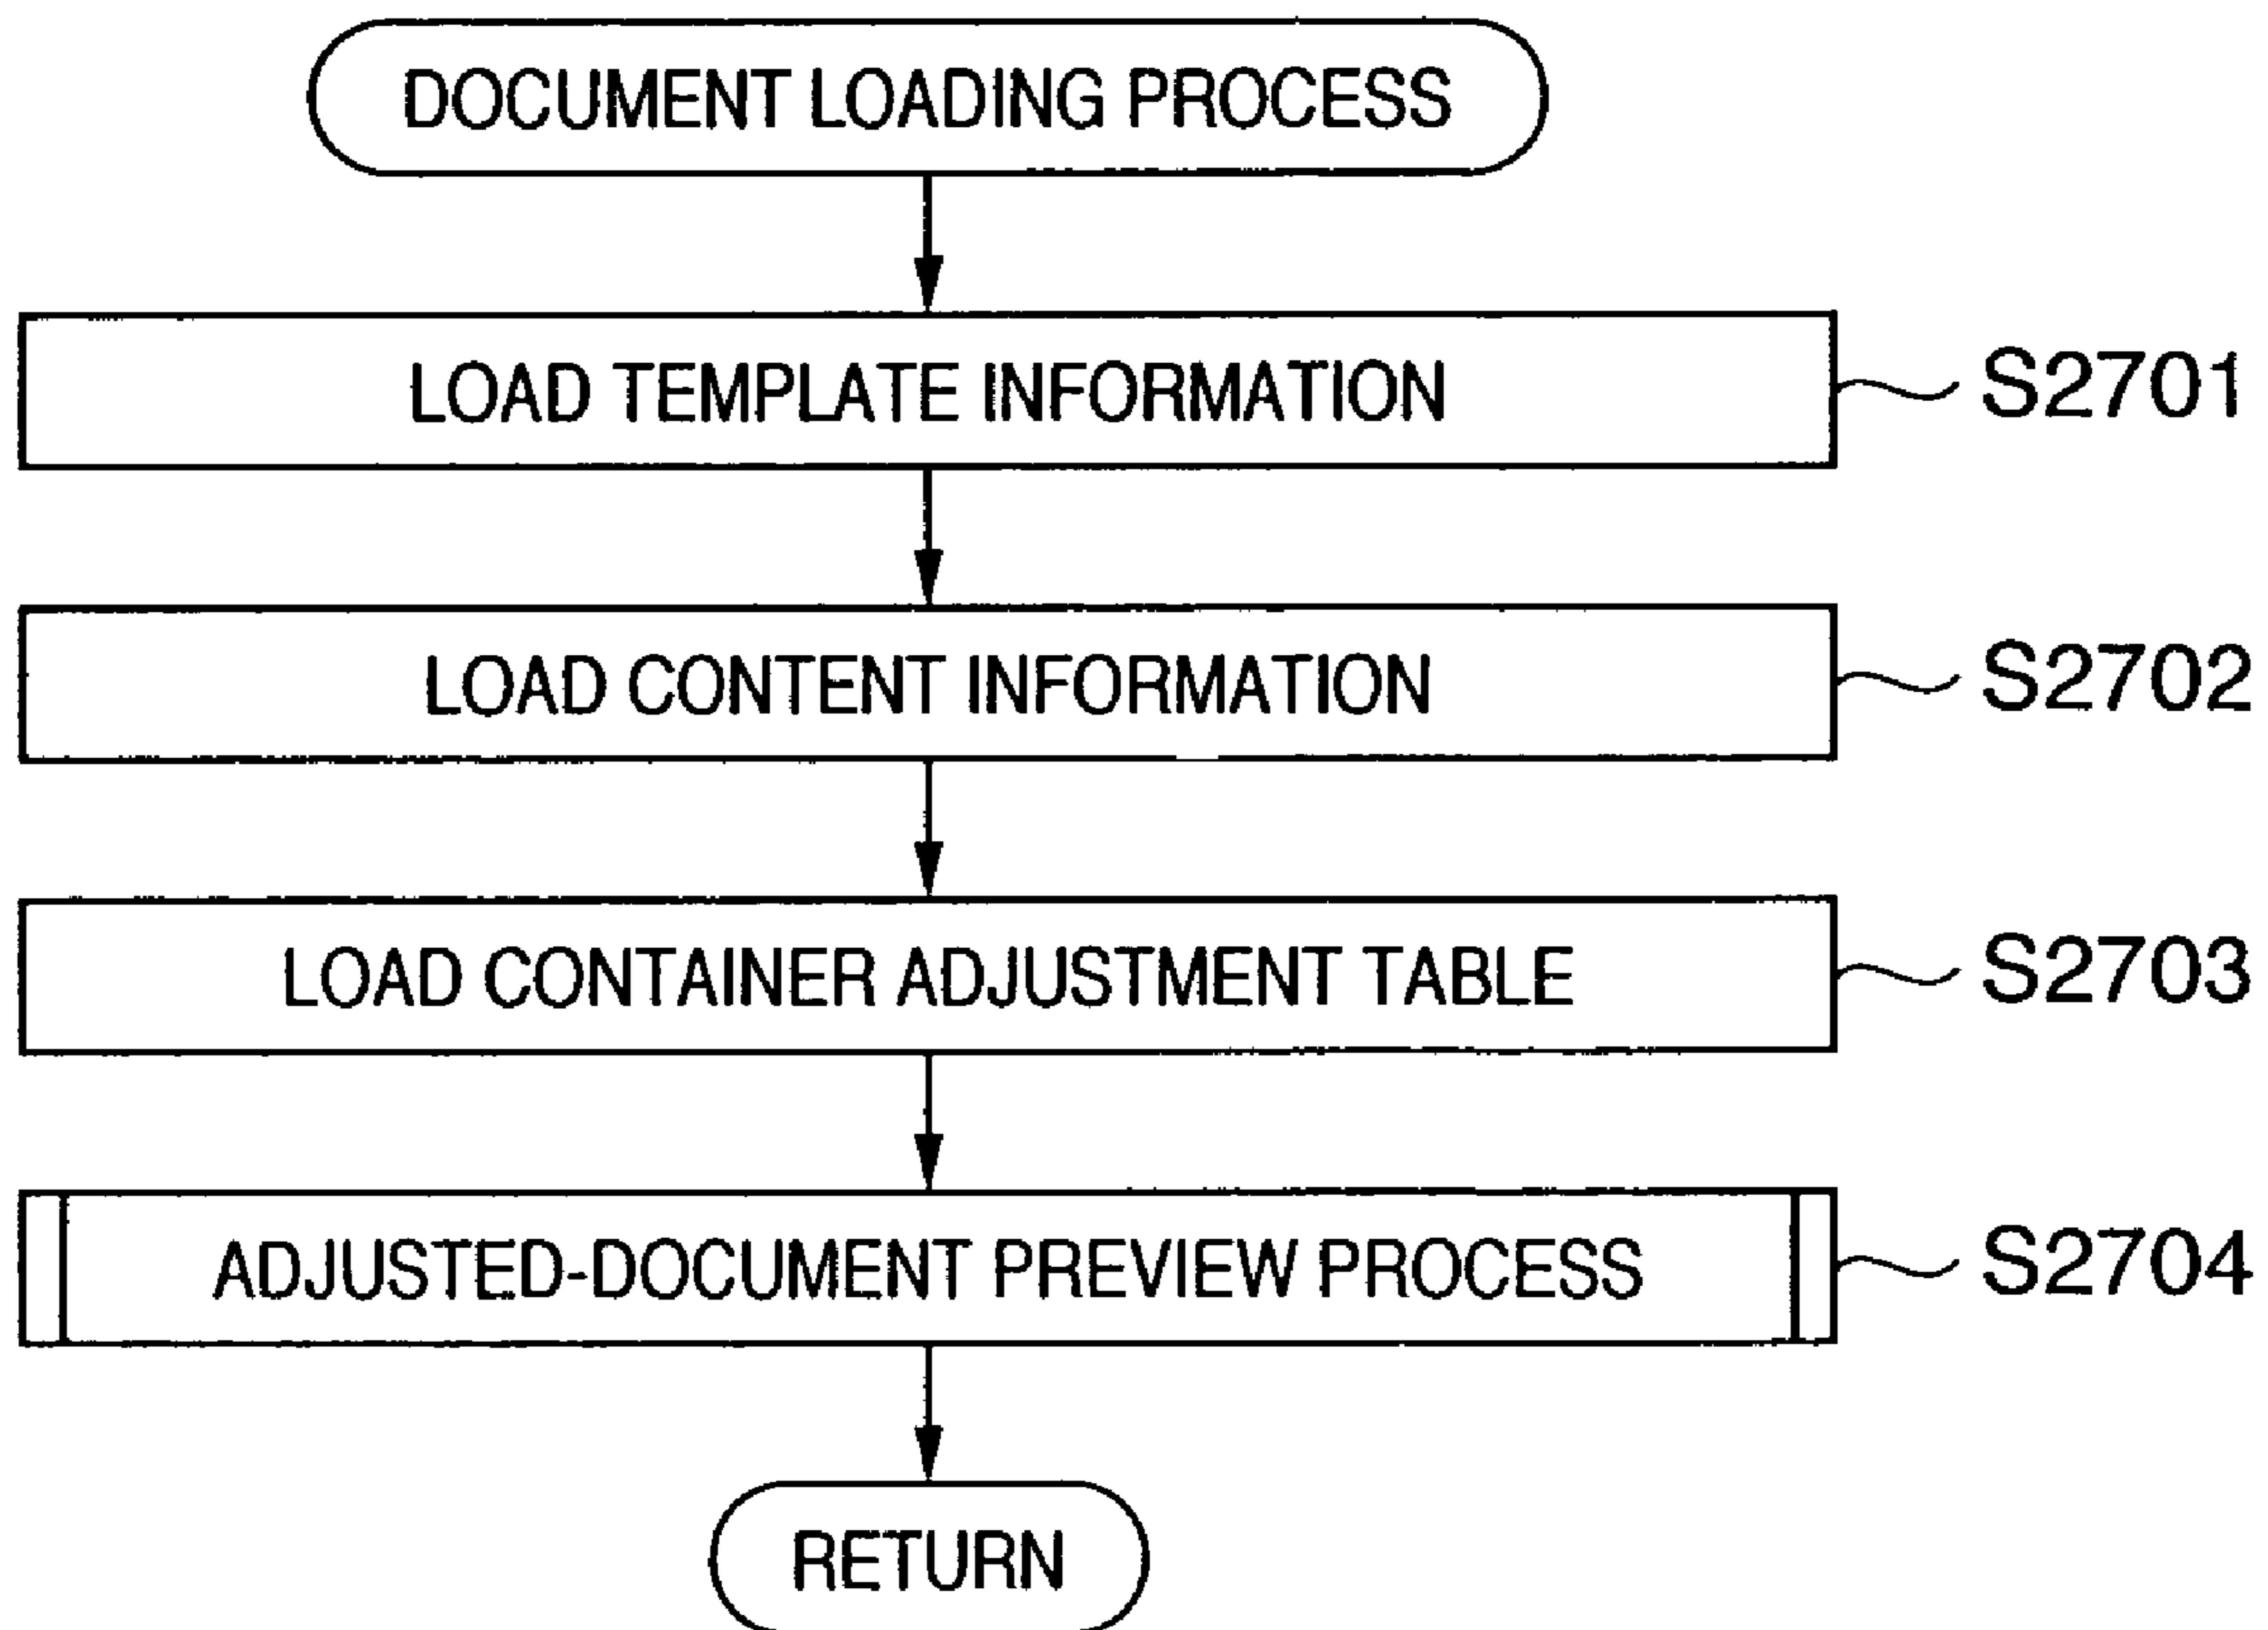 DOCUMENT LOADING PROCESS
LOAD TEMPLATE INFORMATION
S2701
LOAD CONTENT INFORMATION
S2702
LOAD CONTAINER ADJUSTMENT TABLE
S2703
ADJUSTED-DOCUMENT PREVIEW PROCESS
S2704
RETURN